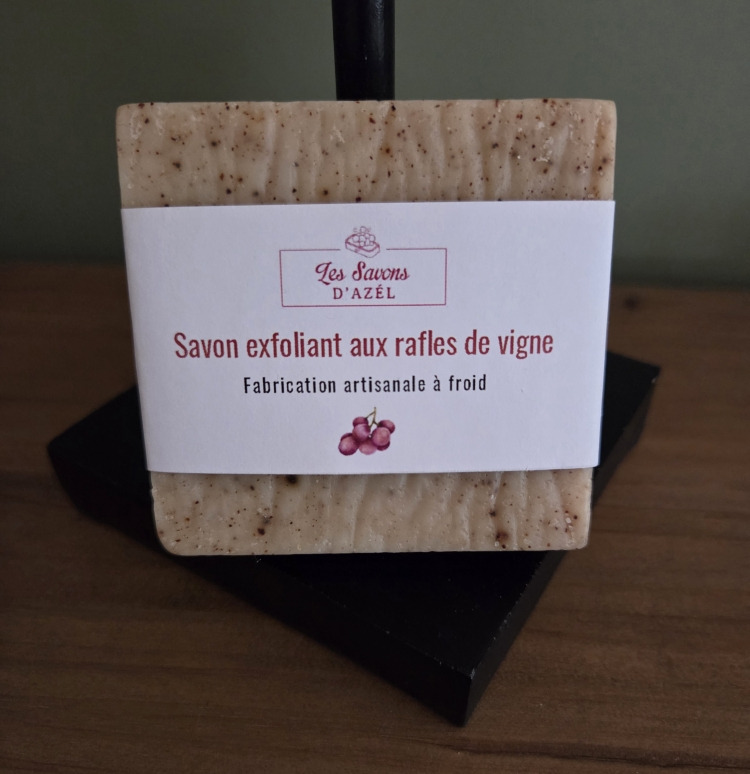 Les Savons
D'AZÉL
Savon exfoliant aux rafles de vigne
Fabrication artisanale à froid